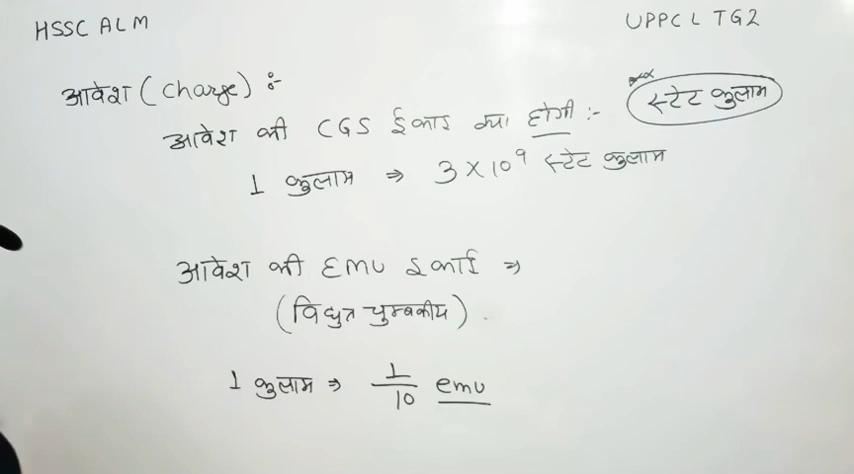 HSSC ALM
UPPCL TG2
आवेश (charge) :-
आवेश की CGS ईकाई क्या होगी :- स्टेट कुलाम
1 कुलाम ⇒ 3 × 10⁹ स्टेट कुलाम
आवेश की EMU इकाई ⇒
(विधुत चुम्बकीय)
1 कुलाम ⇒ 1/10 emu